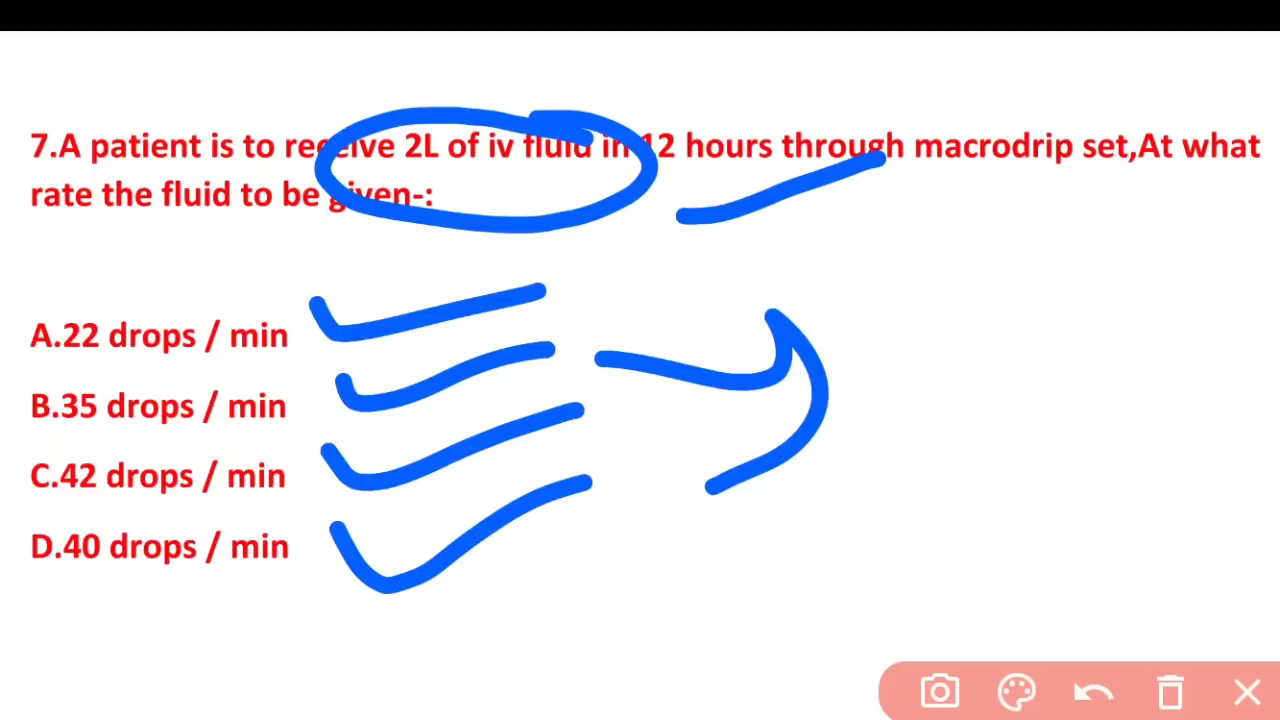 7.A patient is to receive 2L of iv fluid in 12 hours through macrodrip set,At what
rate the fluid to be given-:
A.22 drops / min
B.35 drops / min
C.42 drops / min
D.40 drops / min